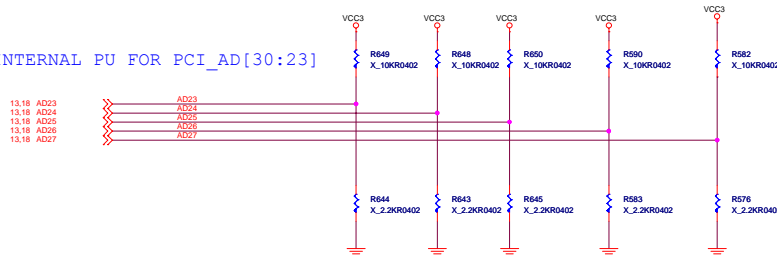 VCC3 VCC3 VCC3 VCC3 VCC3
INTERNAL PU FOR PCI_AD[30:23]
R649 R648 R650 R590 R582
X_10KR0402 X_10KR0402 X_10KR0402 X_10KR0402 X_10KR0402
13,18 AD23 AD23
13,18 AD24 AD24
13,18 AD25 AD25
13,18 AD26 AD26
13,18 AD27 AD27
R644 R643 R645 R583 R576
X_2.2KR0402 X_2.2KR0402 X_2.2KR0402 X_2.2KR0402 X_2.2KR040